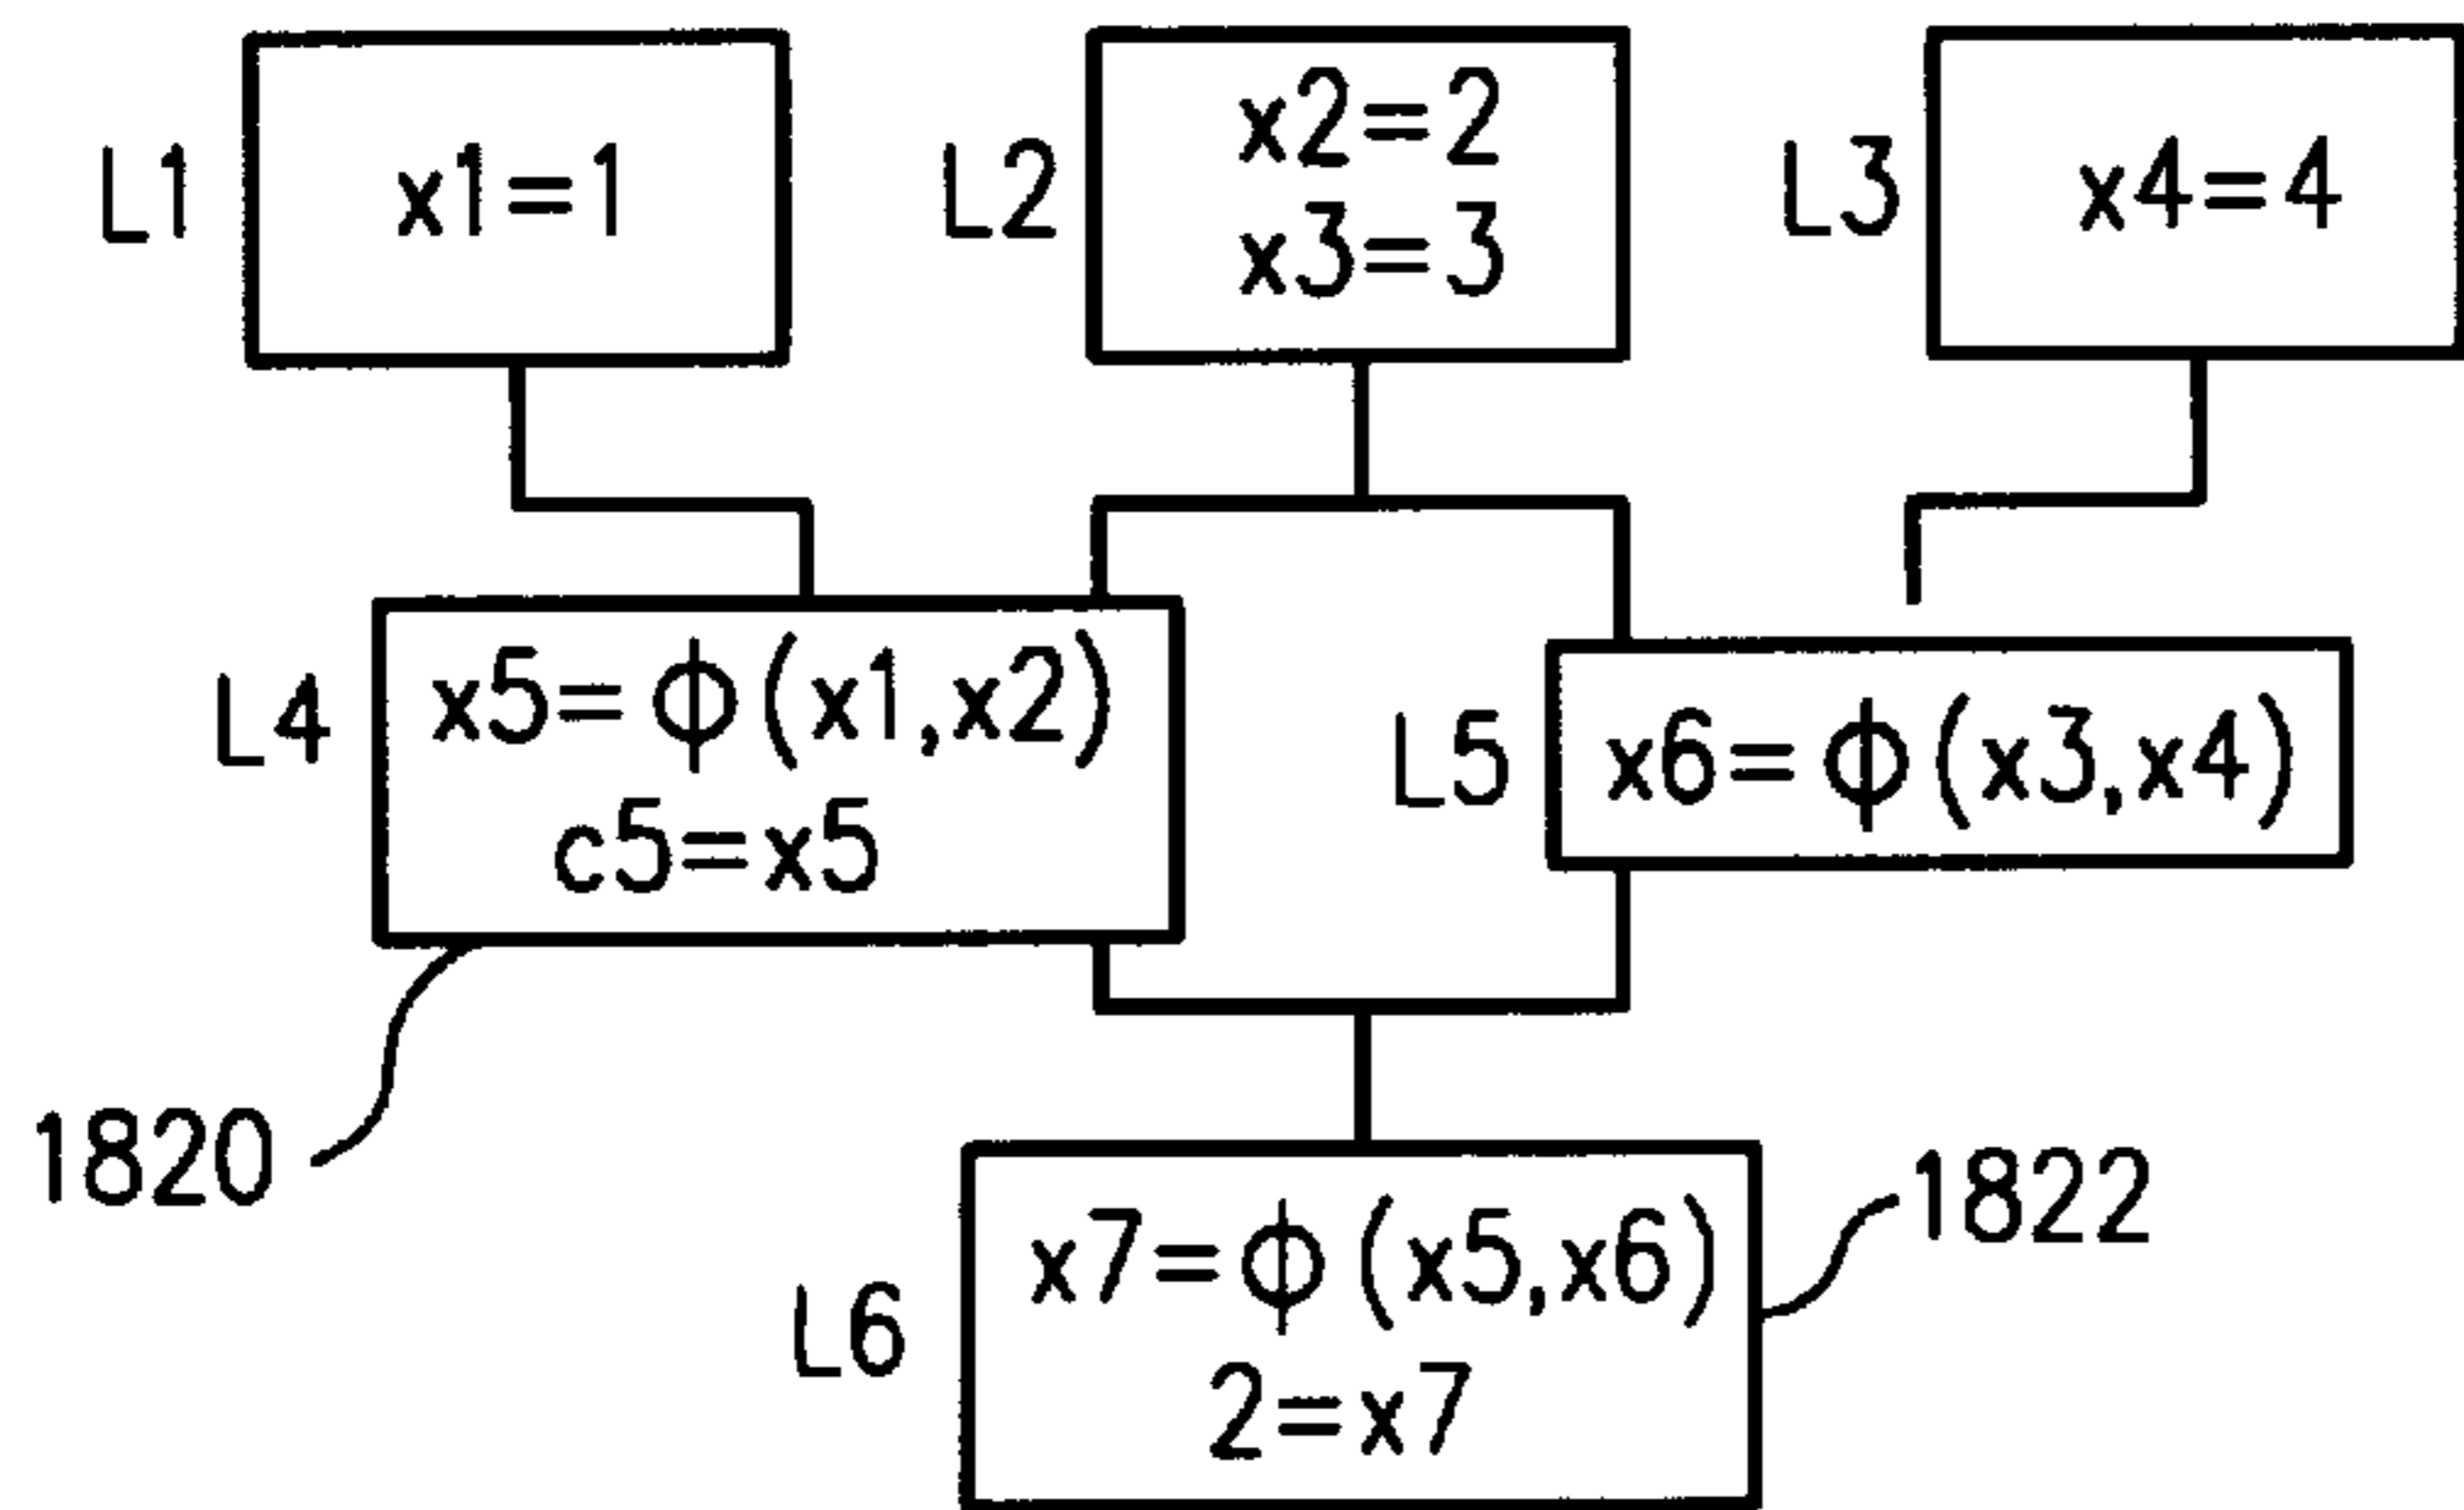 L1
x1=1
L2
x2=2
x3=3
L3
x4=4
L4
x5=ϕ(x1,x2)
c5=x5
L5
x6=ϕ(x3,x4)
1820
L6
x7=ϕ(x5,x6)
2=x7
1822